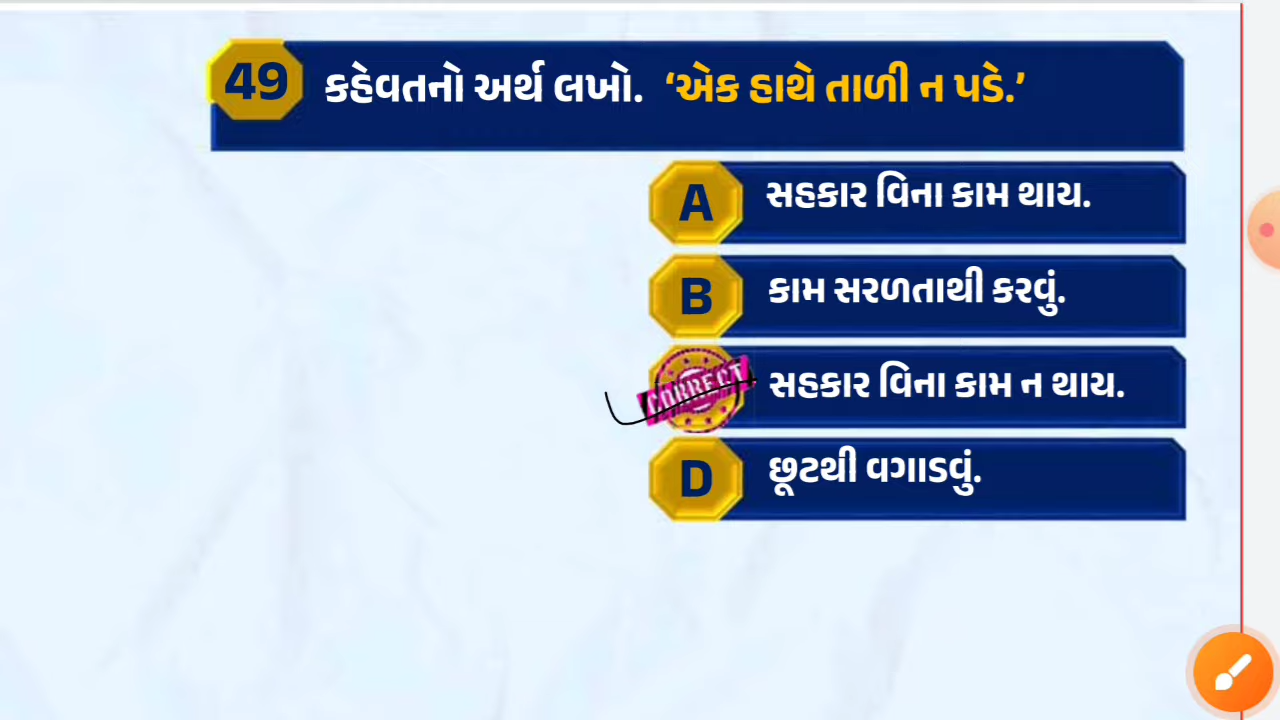 49 કહેવતનો અર્થ લખો. ‘એક હાથે તાળી ન પડે.’
A સહકાર વિના કામ થાય.
B કામ સરળતાથી કરવું.
CORRECT સહકાર વિના કામ ન થાય.
D છૂટથી વગાડવું.